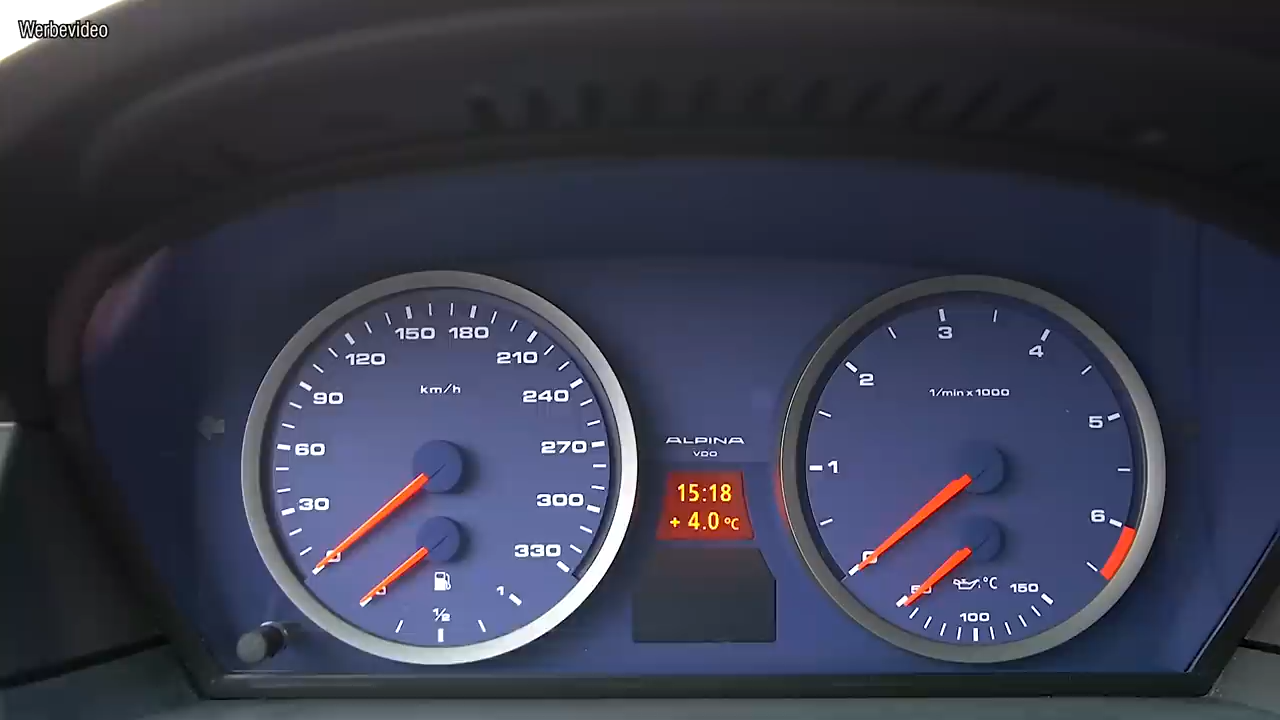 Werbevideo
150 180
120 210
90 km/h 240
60 270
30 300
0 330
1/2 1
ALPINA
VDO
15:18
+ 4.0 °C
3
2 4
1/min x 1000
1 5
6
0
50 °C 150
100